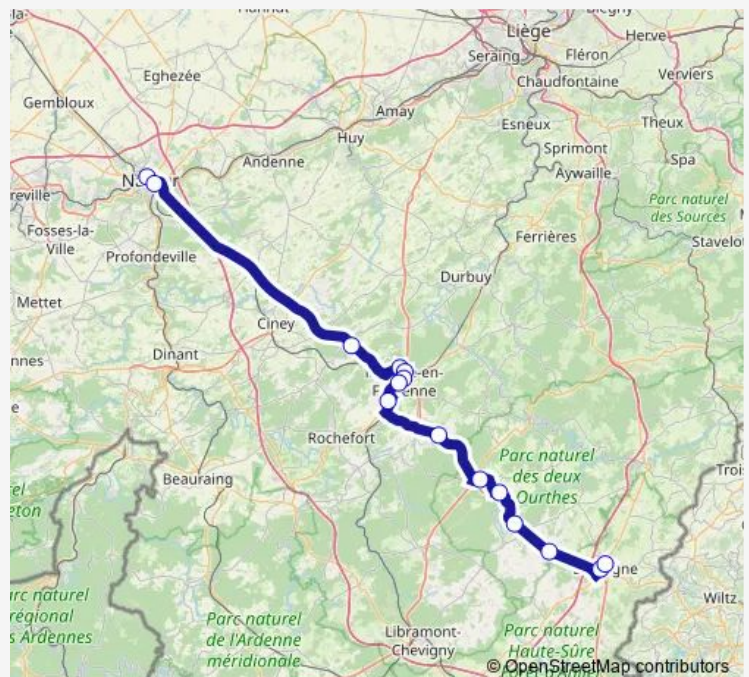 Liège
Herve
Seraing
Fléron
Eghezée
Chaudfontaine
Verviers
Gembloux
Amay
Huy
Esneux
Theux
Sprimont
Andenne
Spa
Aywaille
Parc naturel
des Sources
Fosses-la-
Ville
Ferrières
Profondeville
Stavelo
Durbuy
Mettet
Ciney
Dinant
Rochefort
Parc naturel
des deux
Ourthes
Beauraing
Wiltz
Parc naturel
de l'Ardenne
méridionale
Libramont-
Chevigny
Parc naturel
Haute-Sûre
© OpenStreetMap contributors